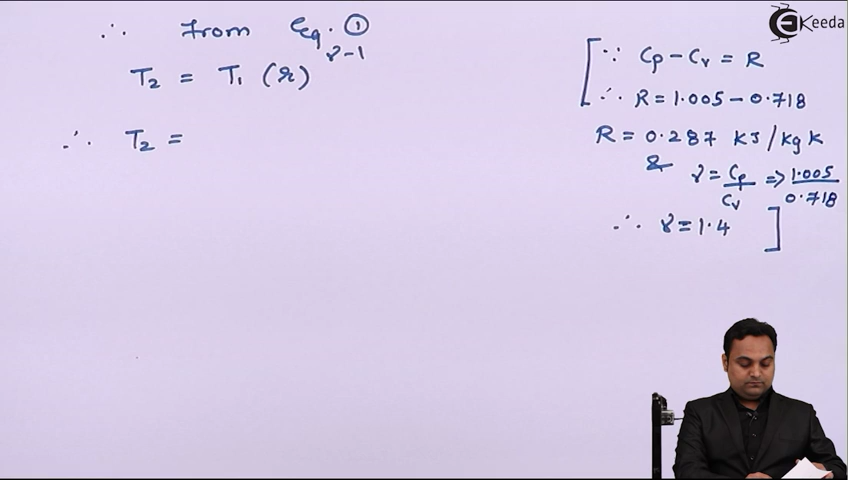 ∴ from Eq. ①
T₂ = T₁ (r)^γ-1
∴ T₂ =
[∵ Cp - Cv = R
∴ R = 1.005 - 0.718
R = 0.287 KJ/kg K
& γ = Cp/Cv => 1.005/0.718
∴ γ = 1.4 ]
Ekeeda